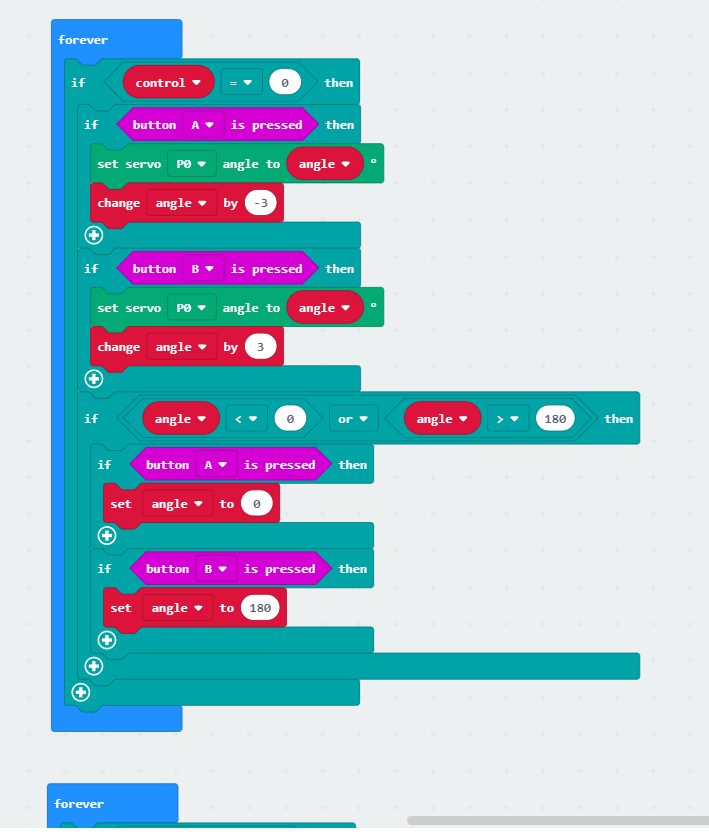 forever
if control = 0 then
if button A is pressed then
set servo P0 angle to angle °
change angle by -3
if button B is pressed then
set servo P0 angle to angle °
change angle by 3
if angle < 0 or angle > 180 then
if button A is pressed then
set angle to 0
if button B is pressed then
set angle to 180
forever